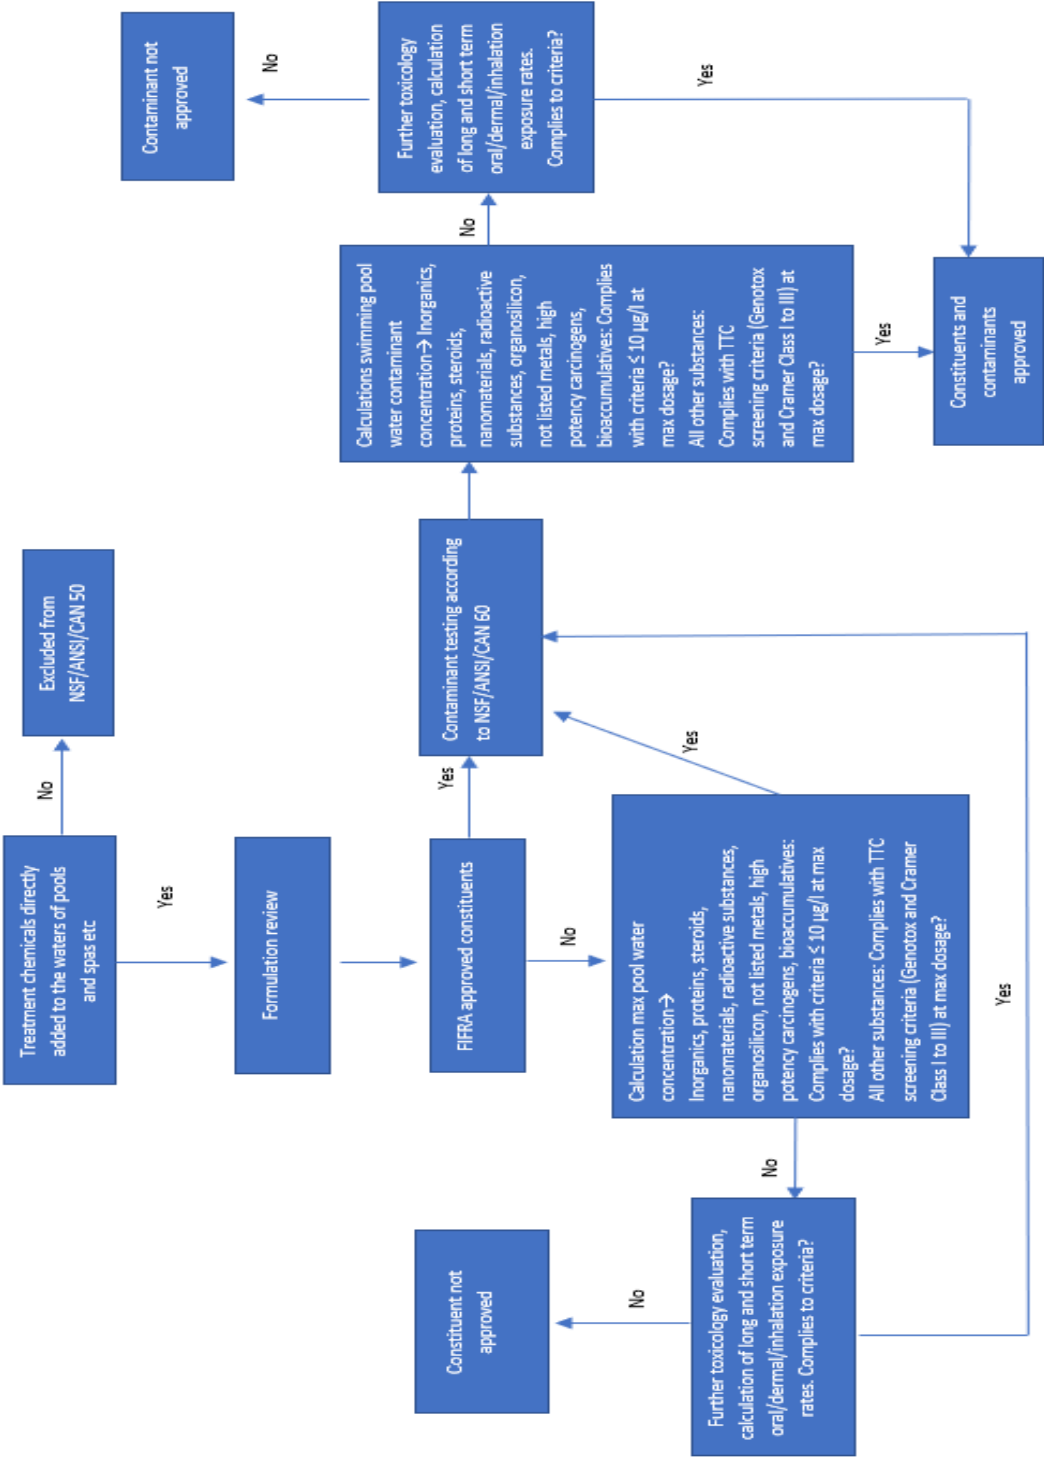 Treatment chemicals directly
added to the waters of pools
and spas etc
No
Excluded from
NSF/ANSI/CAN 50
Yes
Formulation review
FIFRA approved constituents
Yes
No
Contaminant testing according
to NSF/ANSI/CAN 60
Calculation max pool water
concentration→
Inorganics, proteins, steroids,
nanomaterials, radioactive substances,
organosilicon, not listed metals, high
potency carcinogens, bioaccumulatives:
Complies with criteria ≤ 10 µg/l at max
dosage?
All other substances: Complies with TTC
screening criteria (Genotox and Cramer
Class I to III) at max dosage?
Yes
No
Further toxicology evaluation,
calculation of long and short term
oral/dermal/inhalation exposure
rates. Complies to criteria?
No
Constituent not
approved
Yes
Calculations swimming pool
water contaminant
concentration→ Inorganics,
proteins, steroids,
nanomaterials, radioactive
substances, organosilicon,
not listed metals, high
potency carcinogens,
bioaccumulatives: Complies
with criteria ≤ 10 µg/l at
max dosage?
All other substances:
Complies with TTC
screening criteria (Genotox
and Cramer Class I to III) at
max dosage?
No
Yes
Further toxicology
evaluation, calculation
of long and short term
oral/dermal/inhalation
exposure rates.
Complies to criteria?
No
Contaminant not
approved
Yes
Constituents and
contaminants
approved